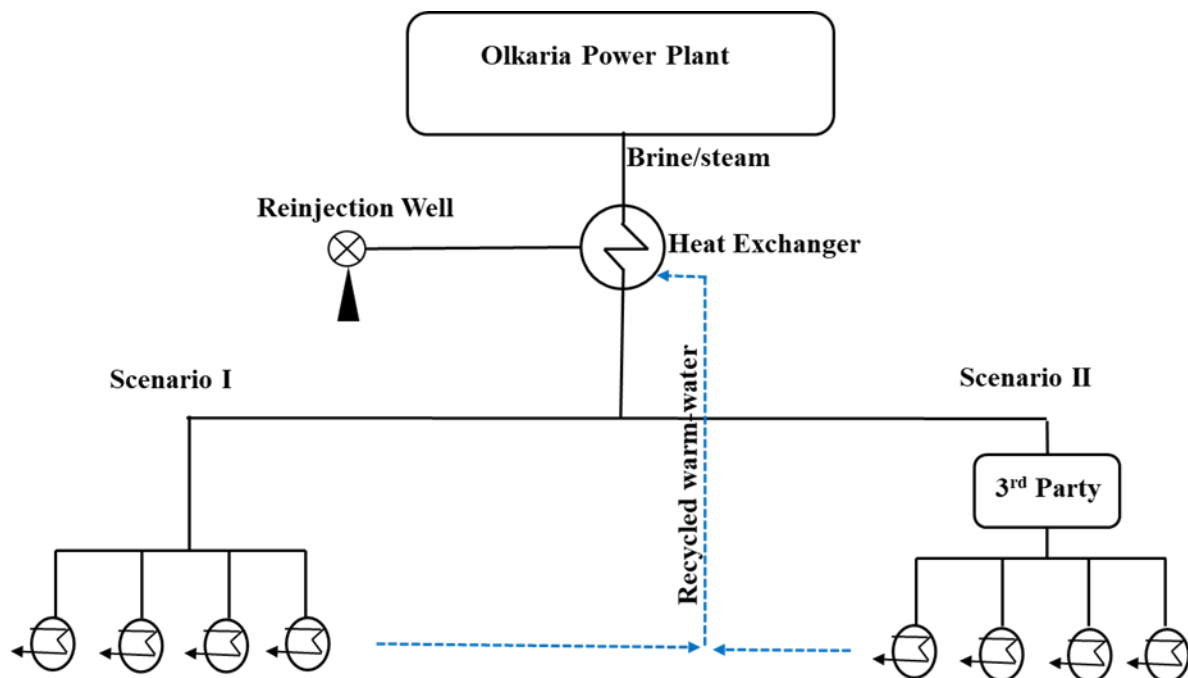 Olkaria Power Plant
Brine/steam
Reinjection Well
Heat Exchanger
Scenario I
Scenario II
Recycled warm-water
3rd Party